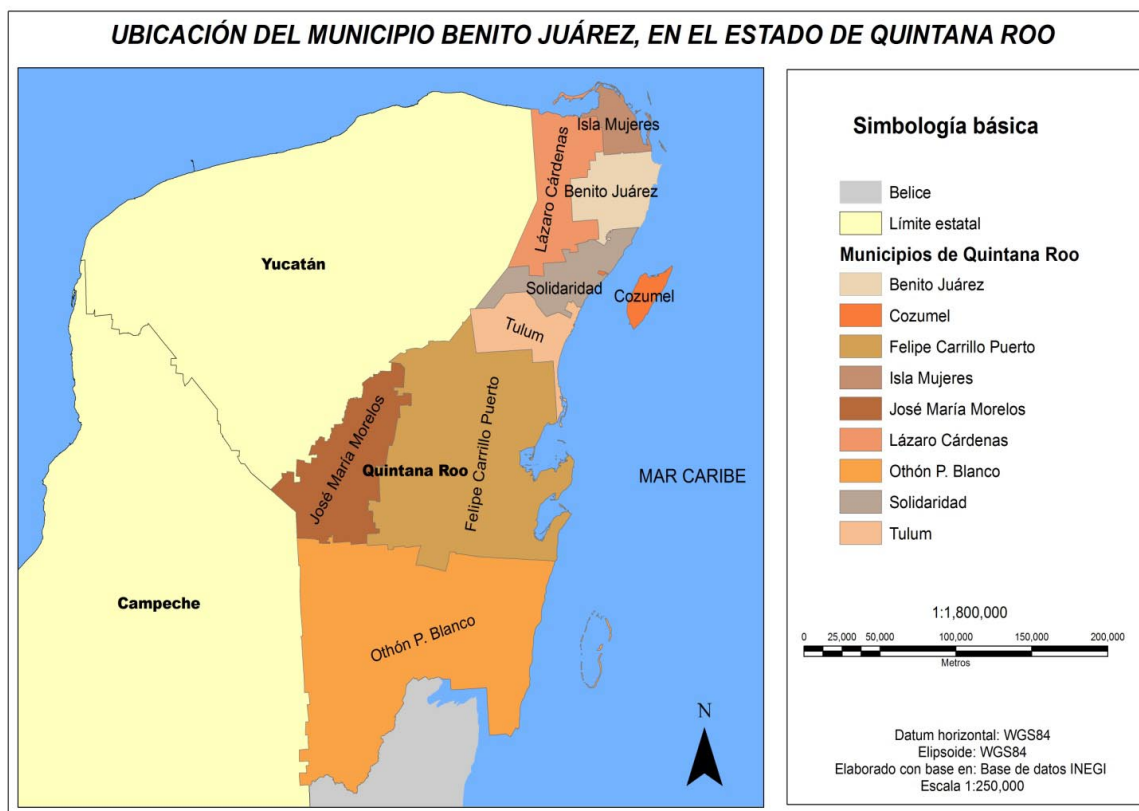 UBICACIÓN DEL MUNICIPIO BENITO JUÁREZ, EN EL ESTADO DE QUINTANA ROO
Isla Mujeres
Lázaro Cárdenas
Benito Juárez
Yucatán
Solidaridad
Cozumel
Tulum
José María Morelos
Quintana Roo
Felipe Carrillo Puerto
MAR CARIBE
Campeche
Othón P. Blanco
N
Simbología básica
Belice
Límite estatal
Municipios de Quintana Roo
Benito Juárez
Cozumel
Felipe Carrillo Puerto
Isla Mujeres
José María Morelos
Lázaro Cárdenas
Othón P. Blanco
Solidaridad
Tulum
1:1,800,000
0 25,000 50,000 100,000 150,000 200,000
Metros
Datum horizontal: WGS84
Elipsoide: WGS84
Elaborado con base en: Base de datos INEGI
Escala 1:250,000